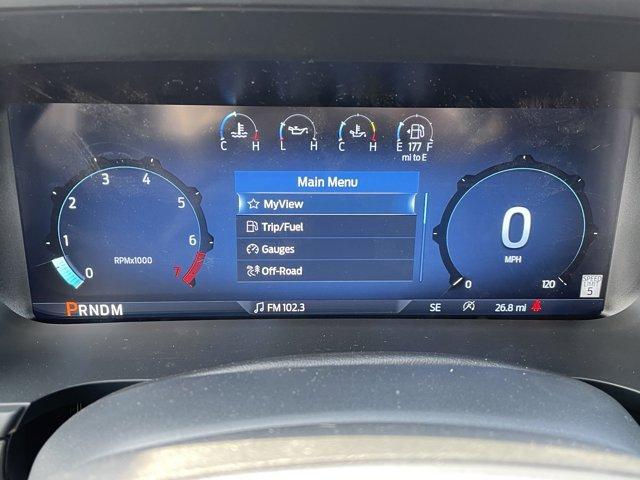 C H L H C H E 177 F
mi to E
Main Menu
MyView
Trip/Fuel
Gauges
Off-Road
0 1 2 3 4 5 6 7
RPMx1000
0
MPH
0 120
SPEED LIMIT
5
PRNDM
FM 102.3
SE
26.8 mi